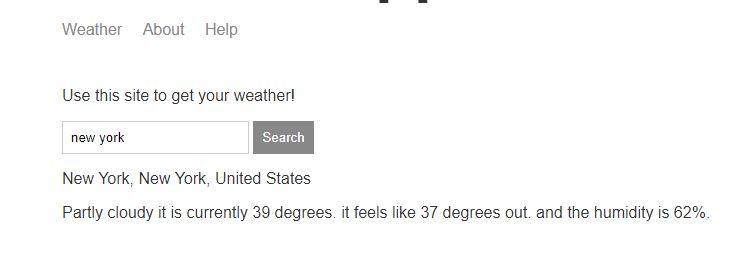 Weather About Help
Use this site to get your weather!
new york Search
New York, New York, United States
Partly cloudy it is currently 39 degrees. it feels like 37 degrees out. and the humidity is 62%.